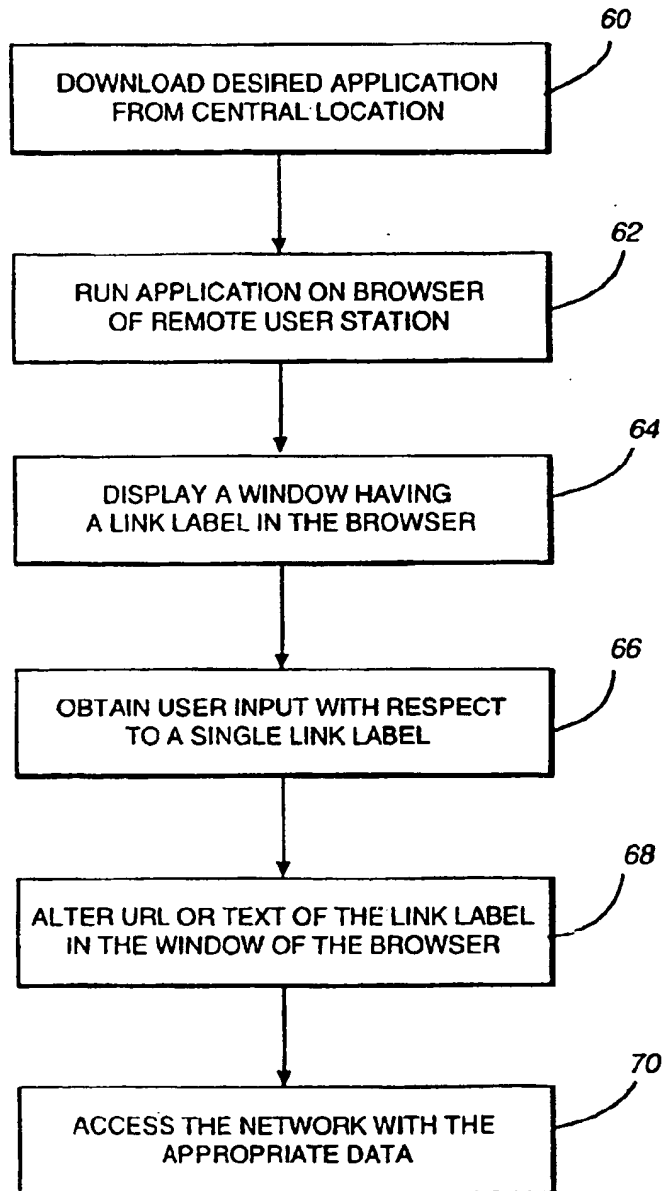 60
DOWNLOAD DESIRED APPLICATION
FROM CENTRAL LOCATION
62
RUN APPLICATION ON BROWSER
OF REMOTE USER STATION
64
DISPLAY A WINDOW HAVING
A LINK LABEL IN THE BROWSER
66
OBTAIN USER INPUT WITH RESPECT
TO A SINGLE LINK LABEL
68
ALTER URL OR TEXT OF THE LINK LABEL
IN THE WINDOW OF THE BROWSER
70
ACCESS THE NETWORK WITH THE
APPROPRIATE DATA